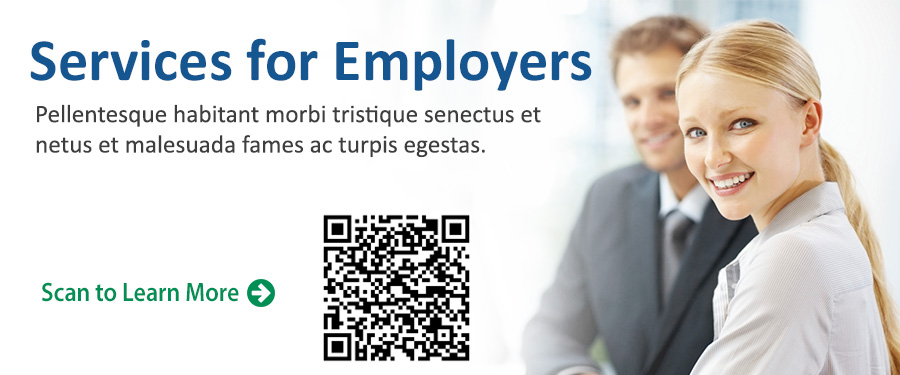 Services for Employers
Pellentesque habitant morbi tristique senectus et
netus et malesuada fames ac turpis egestas.
Scan to Learn More